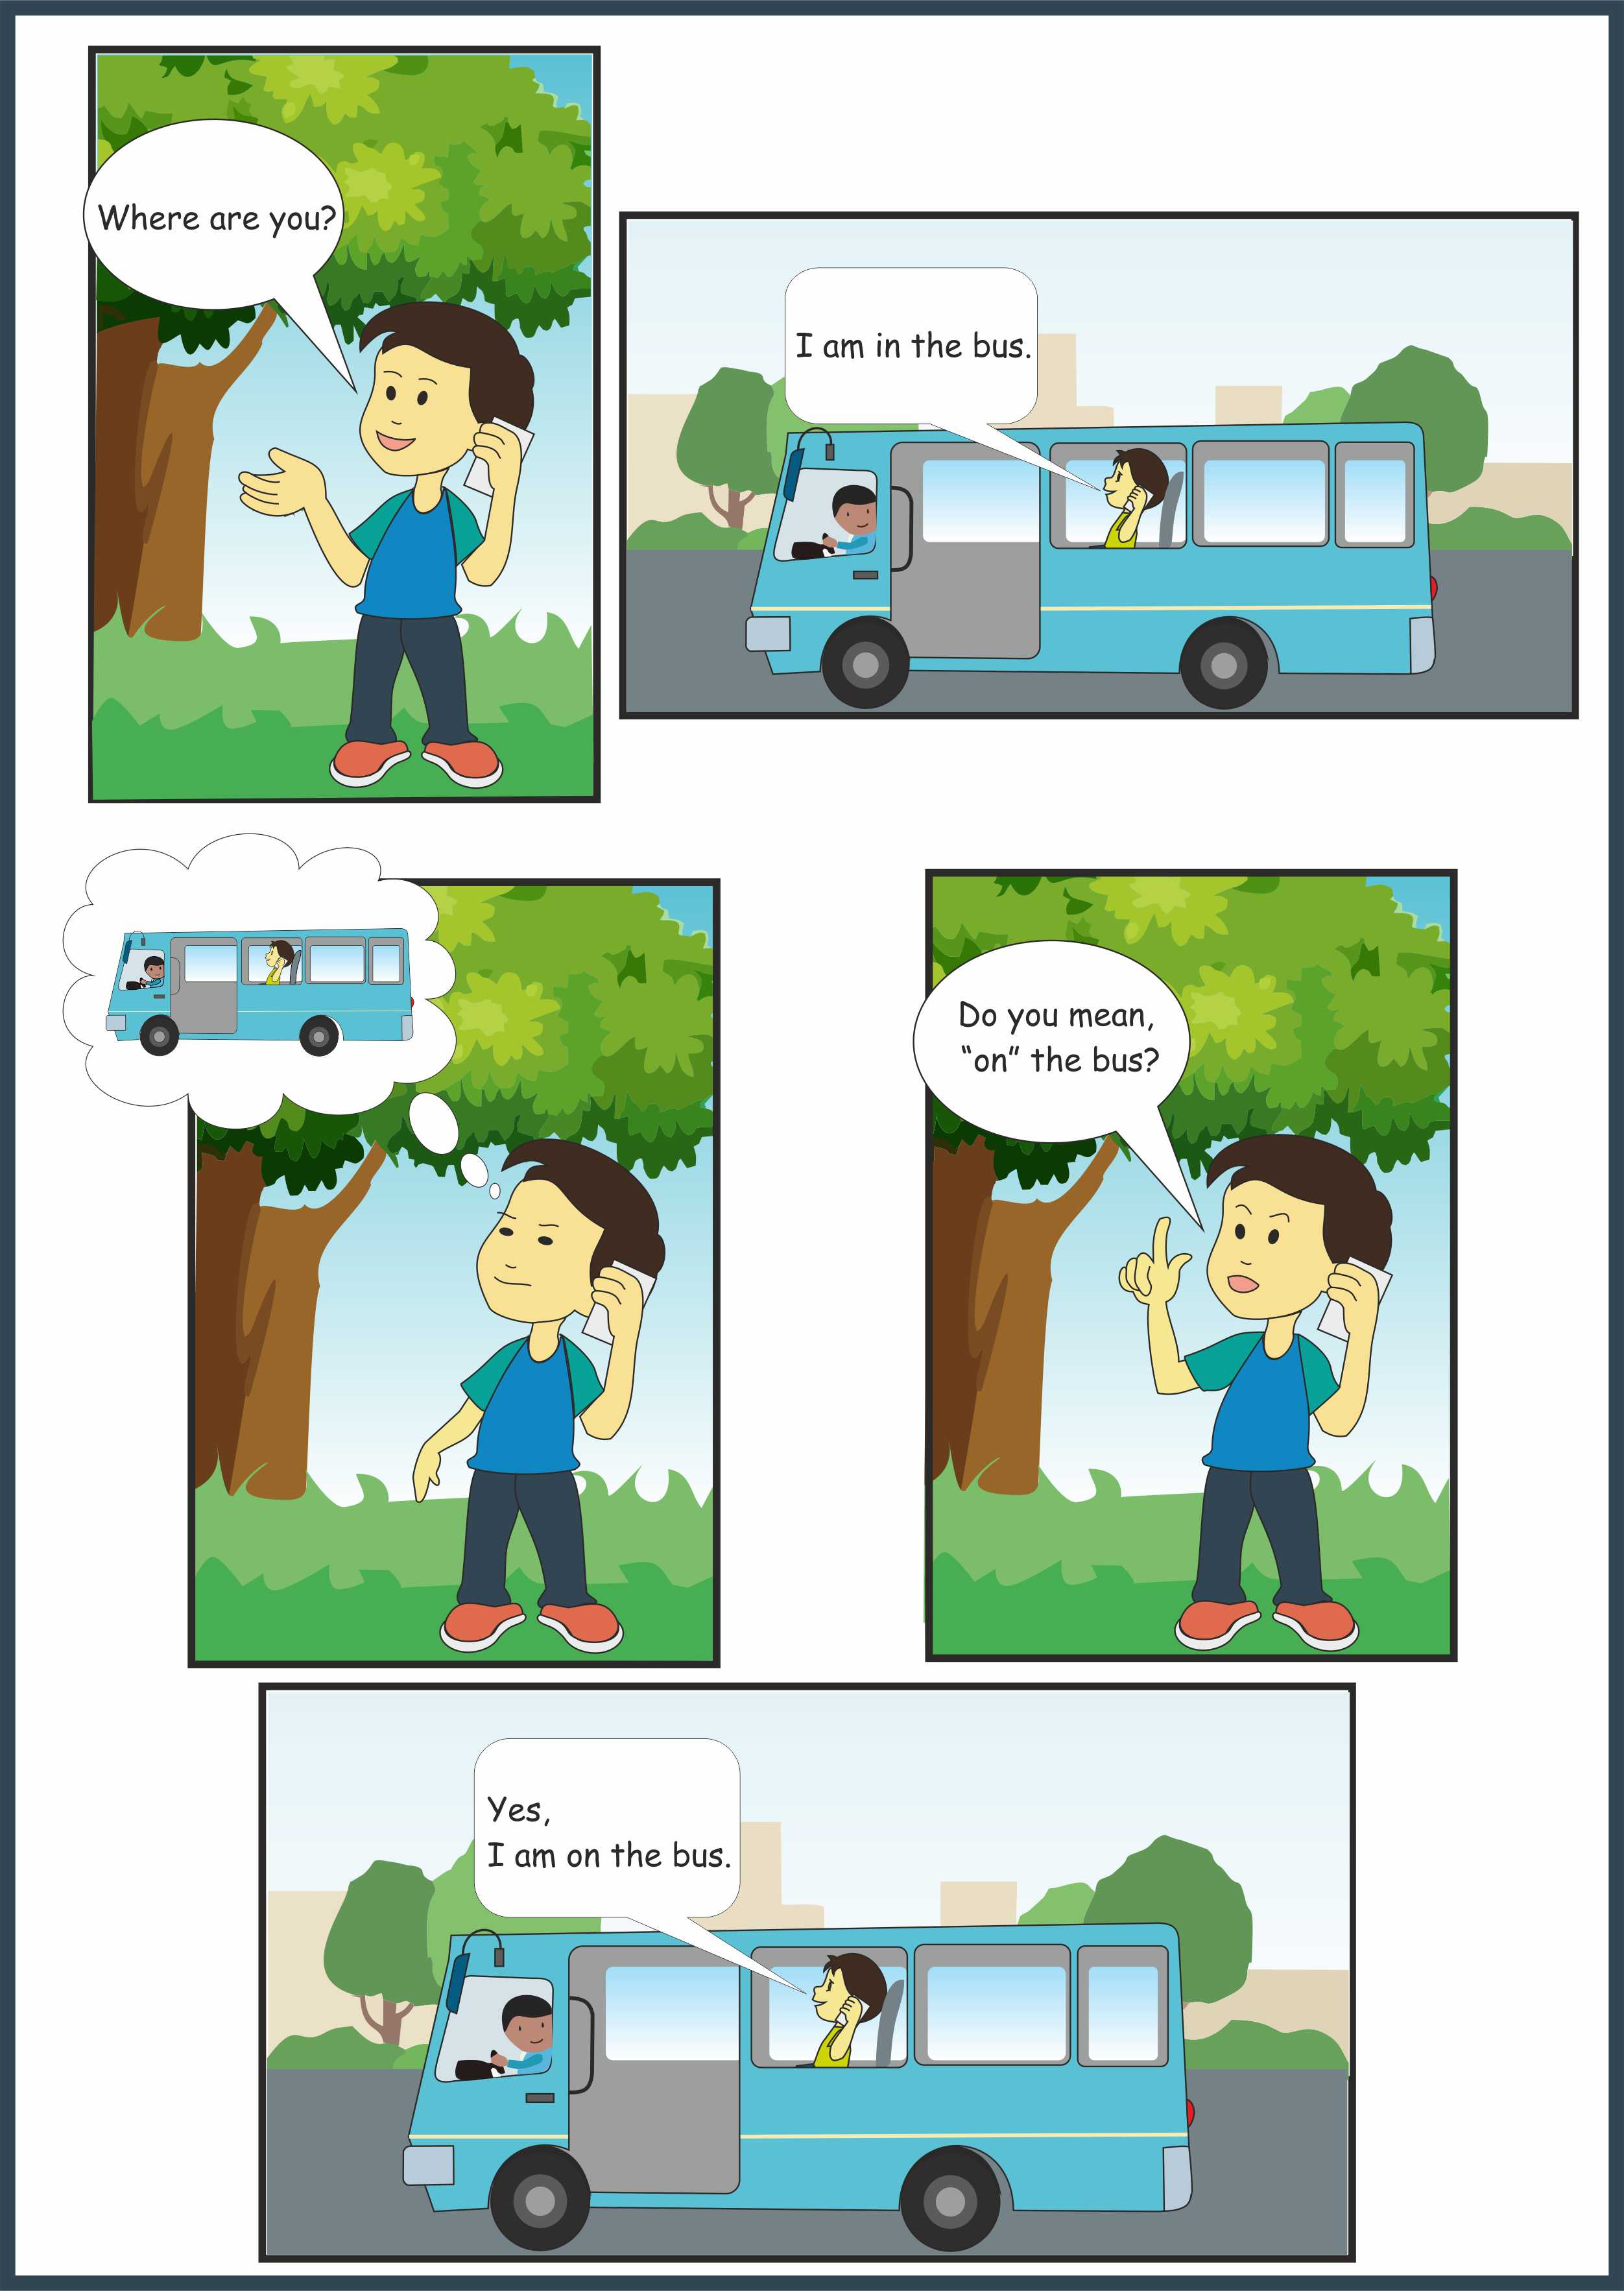 Where are you?
I am in the bus.
Do you mean,
“on” the bus?
Yes,
I am on the bus.